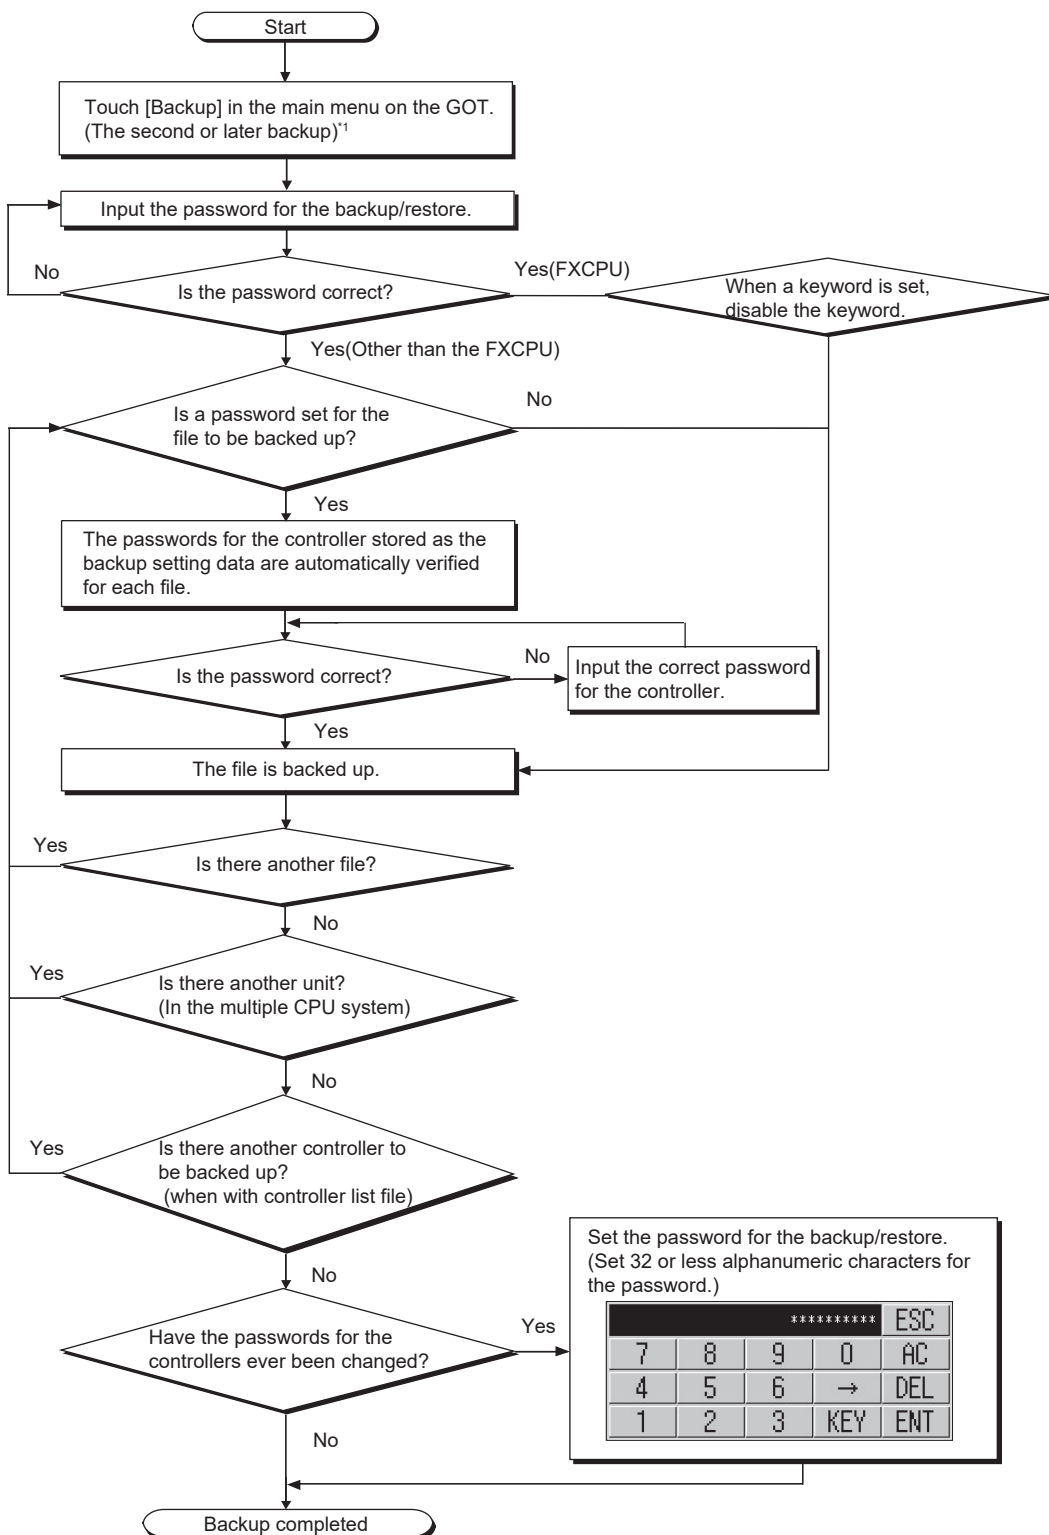 Start
Touch [Backup] in the main menu on the GOT.
(The second or later backup)*1
Input the password for the backup/restore.
No
Is the password correct?
Yes(FXCPU)
When a keyword is set,
disable the keyword.
Yes(Other than the FXCPU)
Is a password set for the
file to be backed up?
No
Yes
The passwords for the controller stored as the
backup setting data are automatically verified
for each file.
Is the password correct?
No
Input the correct password
for the controller.
Yes
The file is backed up.
Yes
Is there another file?
No
Yes
Is there another unit?
(In the multiple CPU system)
No
Yes
Is there another controller to
be backed up?
(when with controller list file)
No
Have the passwords for the
controllers ever been changed?
Yes
Set the password for the backup/restore.
(Set 32 or less alphanumeric characters for
the password.)
********** ESC
7 8 9 0 AC
4 5 6 → DEL
1 2 3 KEY ENT
No
Backup completed